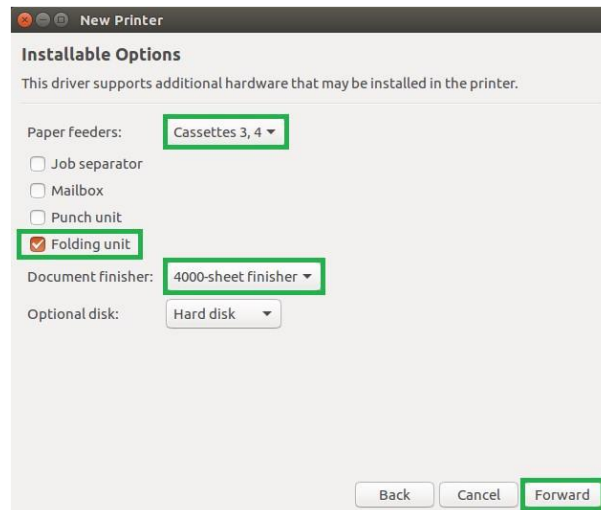 New Printer
Installable Options
This driver supports additional hardware that may be installed in the printer.
Paper feeders: Cassettes 3, 4
Job separator
Mailbox
Punch unit
Folding unit
Document finisher: 4000-sheet finisher
Optional disk: Hard disk
Back Cancel Forward